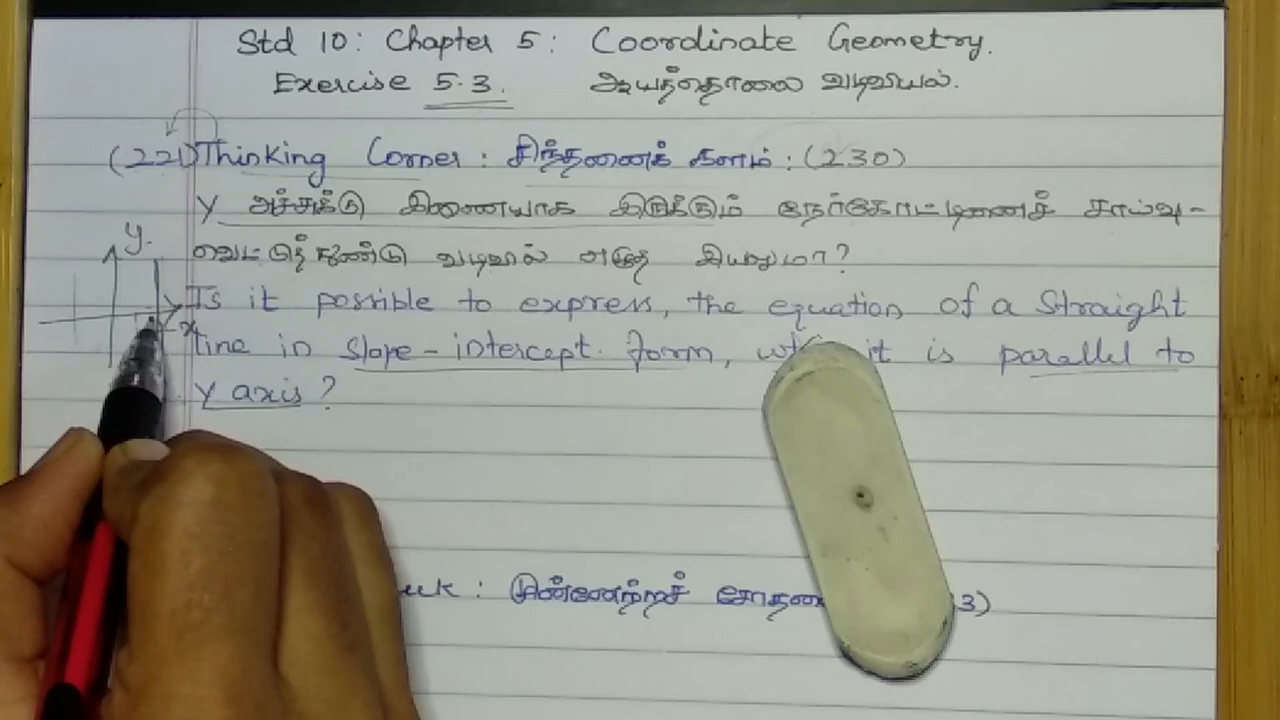 Std 10: Chapter 5: Coordinate Geometry.
Exercise 5.3. ஆயத்தொலை வடிவியல்.
(221) Thinking Corner: சிந்தனைக் களம்: (230)
Y அச்சுக்கு இணையாக இருக்கும் நேர்கோட்டினைச் சாய்வு-
வெட்டுத்துண்டு வடிவில் எழுத இயலுமா?
y.
Is it possible to express, the equation of a Straight
x line in Slope-intercept. form, it is parallel to
Y axis?
: முன்னேற்றச் 3)